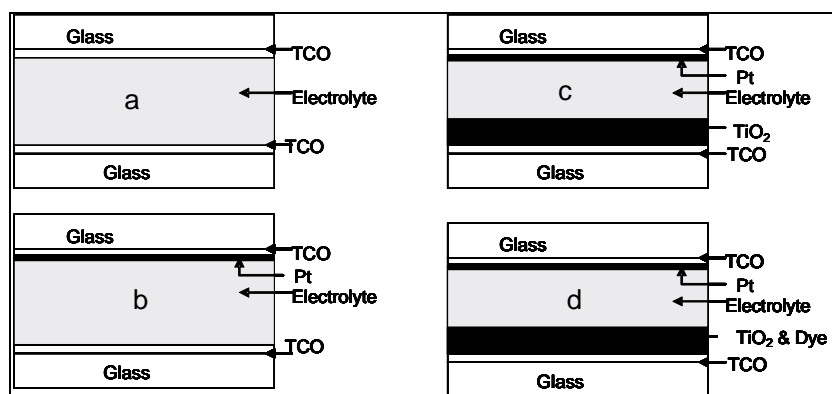 Glass
TCO
a
Electrolyte
TCO
Glass
Glass
TCO
Pt
c
Electrolyte
TiO₂
TCO
Glass
Glass
TCO
Pt
b
Electrolyte
TCO
Glass
Glass
TCO
Pt
d
Electrolyte
TiO₂ & Dye
TCO
Glass